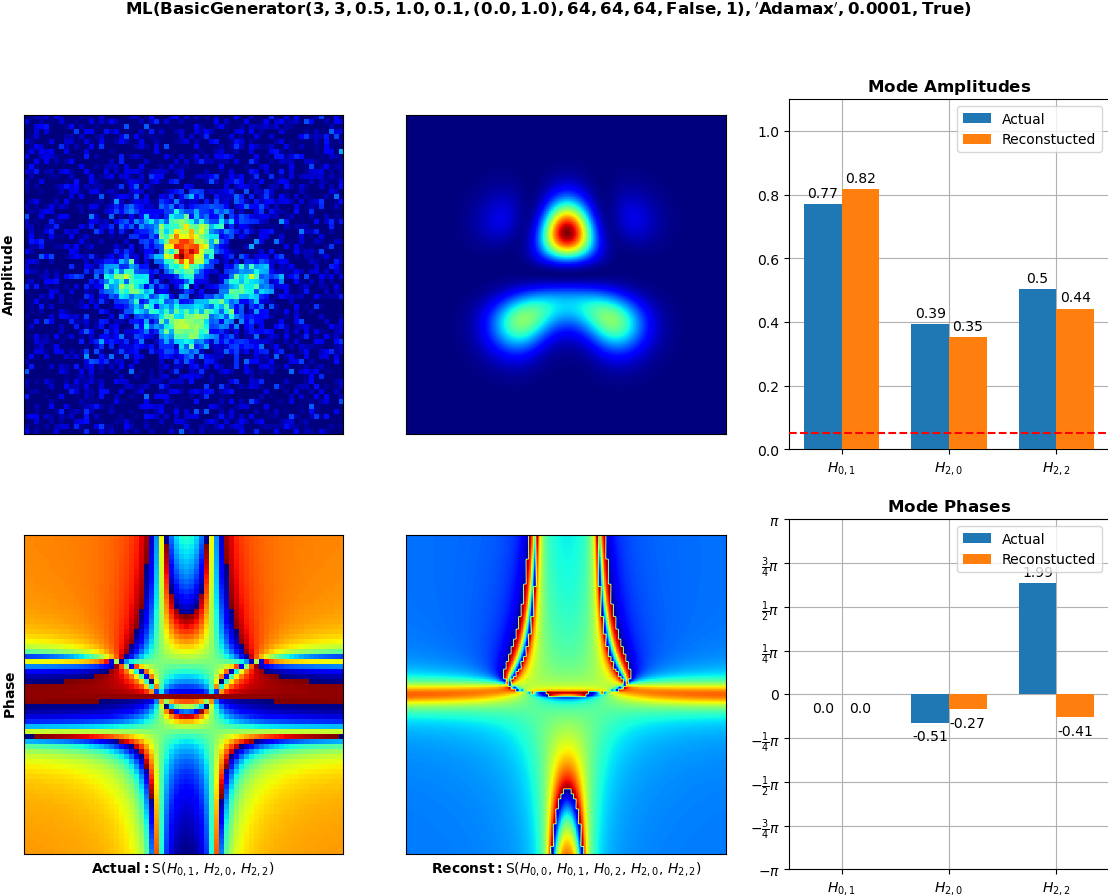 ML(BasicGenerator(3, 3, 0.5, 1.0, 0.1, (0.0, 1.0), 64, 64, 64, False, 1), ′Adamax′, 0.0001, True)
Amplitude
Mode Amplitudes
Actual
Reconstucted
1.0
0.8
0.6
0.4
0.2
0.0
0.77
0.82
0.39
0.35
0.5
0.44
H0,1
H2,0
H2,2
Phase
Actual: S(H0,1, H2,0, H2,2)
Reconst: S(H0,0, H0,1, H0,2, H2,0, H2,2)
Mode Phases
Actual
Reconstucted
π
3/4π
1/2π
1/4π
0
−1/4π
−1/2π
−3/4π
−π
0.0
0.0
-0.51
-0.27
1.99
-0.41
H0,1
H2,0
H2,2